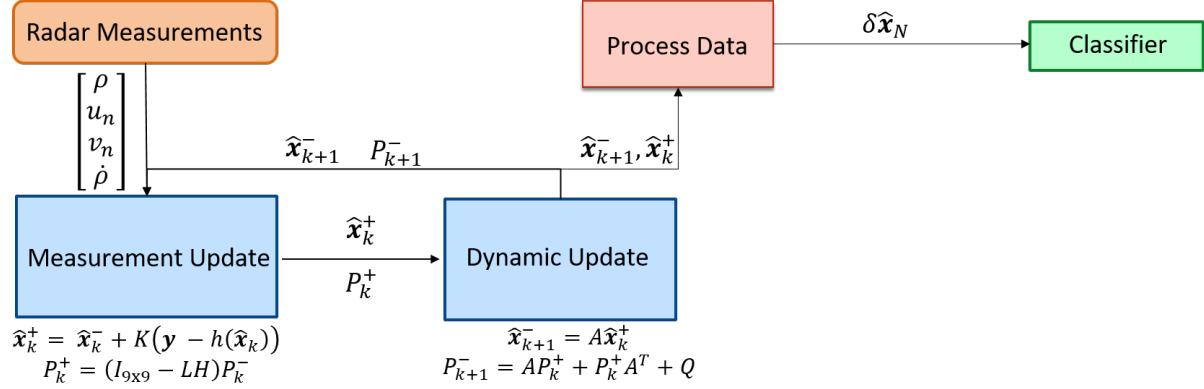 Radar Measurements
[ρ
u_n
v_n
ρ̇]
Process Data
δx̂_N
Classifier
x̂⁻_{k+1} P⁻_{k+1}
x̂⁻_{k+1}, x̂⁺_k
Measurement Update
x̂⁺_k
P⁺_k
Dynamic Update
x̂⁺_k = x̂⁻_k + K(y − h(x̂_k))
P⁺_k = (I_{9x9} − LH)P⁻_k
x̂⁻_{k+1} = Ax̂⁺_k
P⁻_{k+1} = AP⁺_k + P⁺_k A^T + Q